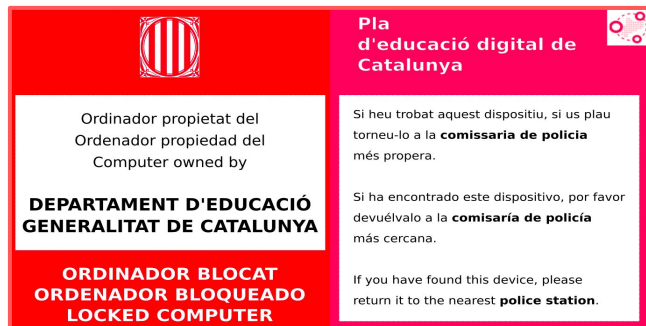 Ordinador propietat del
Ordenador propiedad del
Computer owned by
DEPARTAMENT D'EDUCACIÓ
GENERALITAT DE CATALUNYA
ORDINADOR BLOCAT
ORDENADOR BLOQUEADO
LOCKED COMPUTER
Pla
d'educació digital de
Catalunya
Si heu trobat aquest dispositiu, si us plau
torneu-lo a la comissaria de policia
més propera.
Si ha encontrado este dispositivo, por favor
devuélvalo a la comisaría de policía
más cercana.
If you have found this device, please
return it to the nearest police station.